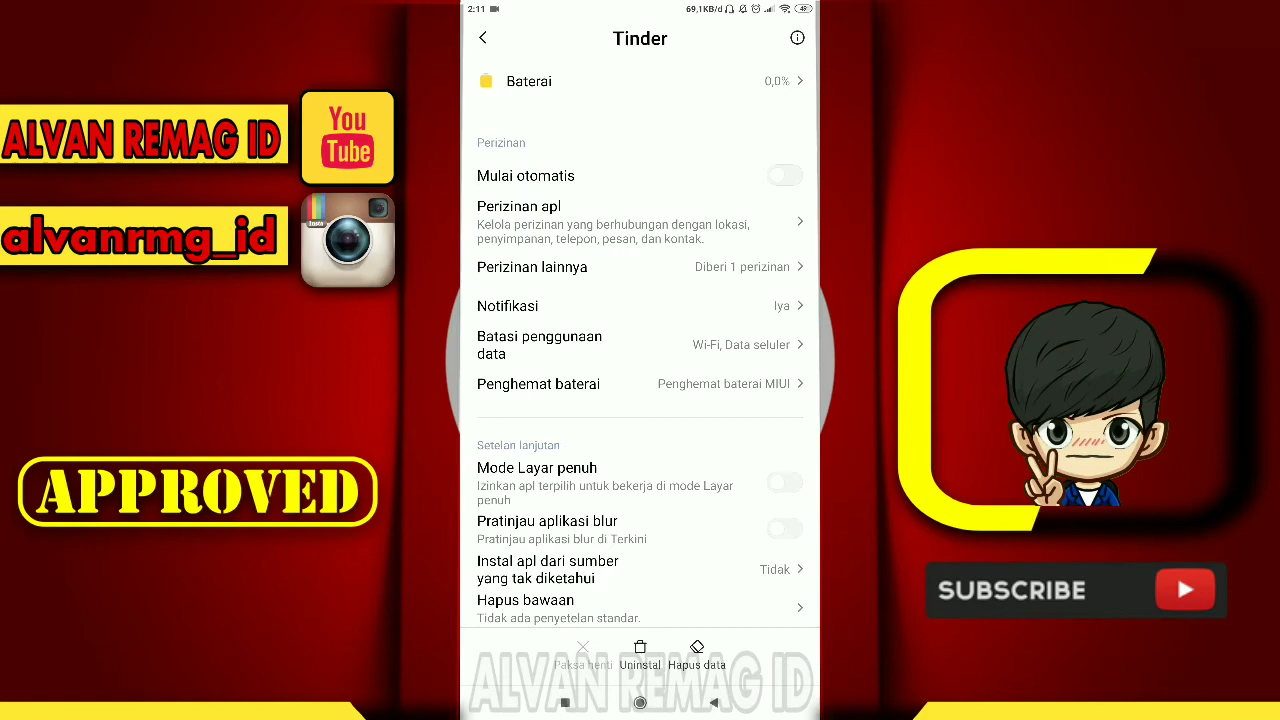 ALVAN REMAG ID
You
Tube
Insta
alvanrmg_id
APPROVED
2:11
69,1KB/d
49
Tinder
Baterai
0,0%
Perizinan
Mulai otomatis
Perizinan apl
Kelola perizinan yang berhubungan dengan lokasi,
penyimpanan, telepon, pesan, dan kontak.
Perizinan lainnya
Diberi 1 perizinan
Notifikasi
Iya
Batasi penggunaan
data
Wi-Fi, Data seluler
Penghemat baterai
Penghemat baterai MIUI
Setelan lanjutan
Mode Layar penuh
Izinkan apl terpilih untuk bekerja di mode Layar
penuh
Pratinjau aplikasi blur
Pratinjau aplikasi blur di Terkini
Instal apl dari sumber
yang tak diketahui
Tidak
Hapus bawaan
Tidak ada penyetelan standar.
Paksa henti
Uninstal
Hapus data
ALVAN REMAG ID
SUBSCRIBE